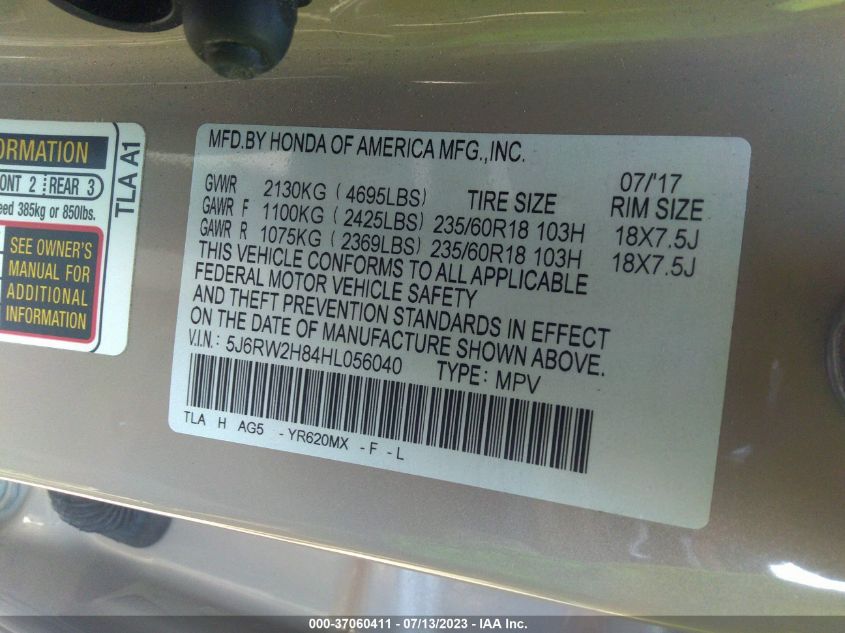 ORMATION
ONT 2 REAR 3
eed 385kg or 850lbs.
SEE OWNER'S
MANUAL FOR
ADDITIONAL
INFORMATION
TLA A1
MFD.BY HONDA OF AMERICA MFG.,INC.
07/'17
GVWR 2130KG (4695LBS) TIRE SIZE RIM SIZE
GAWR F 1100KG (2425LBS) 235/60R18 103H 18X7.5J
GAWR R 1075KG (2369LBS) 235/60R18 103H 18X7.5J
THIS VEHICLE CONFORMS TO ALL APPLICABLE
FEDERAL MOTOR VEHICLE SAFETY
AND THEFT PREVENTION STANDARDS IN EFFECT
ON THE DATE OF MANUFACTURE SHOWN ABOVE.
V.I.N.: 5J6RW2H84HL056040 TYPE: MPV
TLA H AG5 -YR620MX -F-L
000-37060411 - 07/13/2023 - IAA Inc.